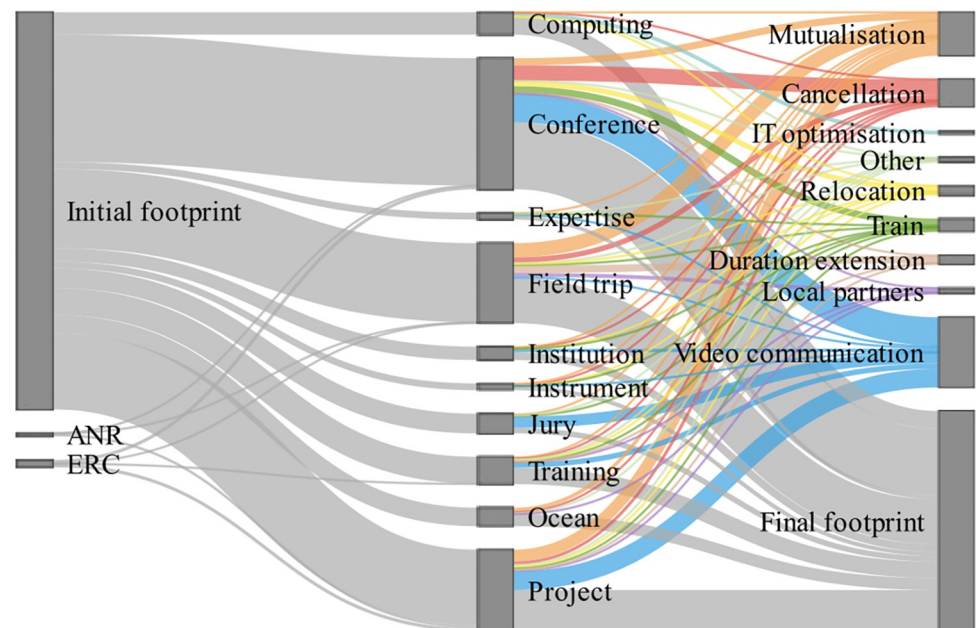 Initial footprint
ANR
ERC
Computing
Conference
Expertise
Field trip
Institution
Instrument
Jury
Training
Ocean
Project
Mutualisation
Cancellation
IT optimisation
Other
Relocation
Train
Duration extension
Local partners
Video communication
Final footprint